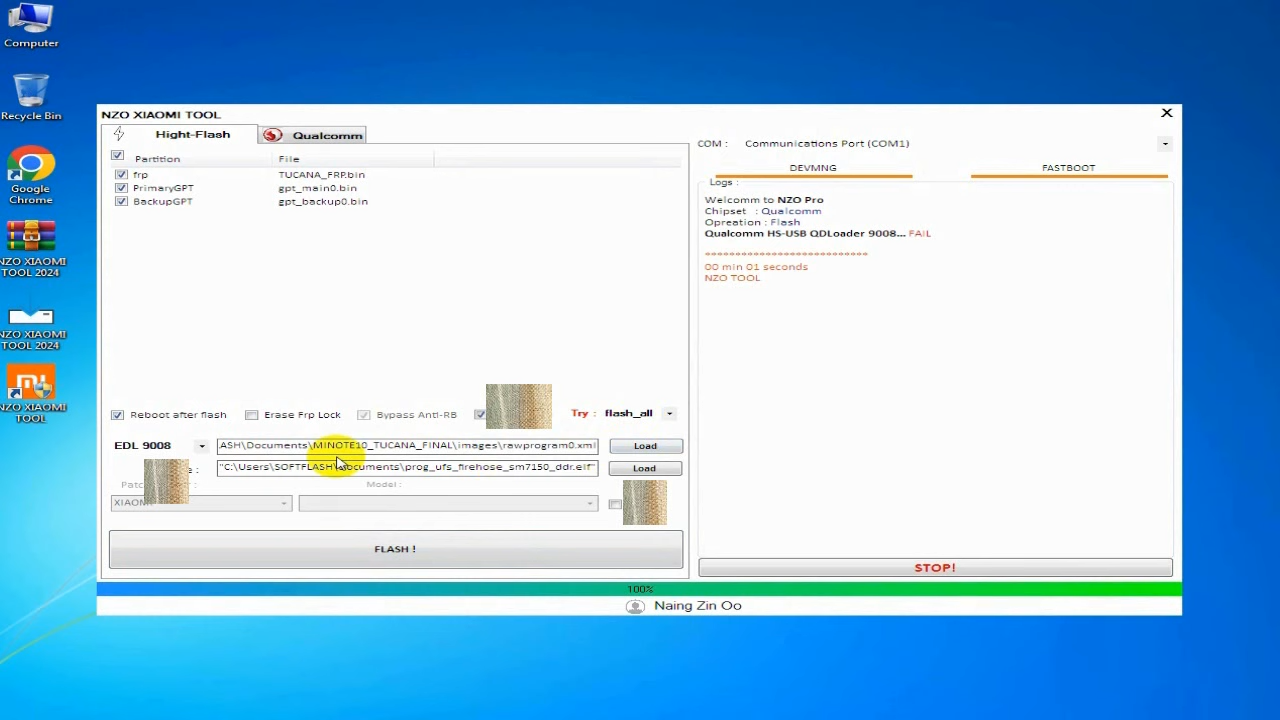 Computer
Recycle Bin
Google
Chrome
NZO XIAOMI
TOOL 2024
NZO XIAOMI
TOOL 2024
NZO XIAOMI
TOOL
NZO XIAOMI TOOL
X
Hight-Flash
Qualcomm
Partition File
frp TUCANA_FRP.bin
PrimaryGPT gpt_main0.bin
BackupGPT gpt_backup0.bin
Reboot after flash Erase Frp Lock Bypass Anti-RB Try : flash_all
EDL 9008 ASH\Documents\MINOTE10_TUCANA_FINAL\images\rawprogram0.xml Load
"C:\Users\SOFTFLASH\Documents\prog_ufs_firehose_sm7150_ddr.elf" Load
Model :
XIAOMI
FLASH !
COM : Communications Port (COM1)
DEVMNG FASTBOOT
Logs :
Welcomm to NZO Pro
Chipset : Qualcomm
Opreation : Flash
Qualcomm HS-USB QDLoader 9008... FAIL
***************************
00 min 01 seconds
NZO TOOL
STOP!
100%
Naing Zin Oo